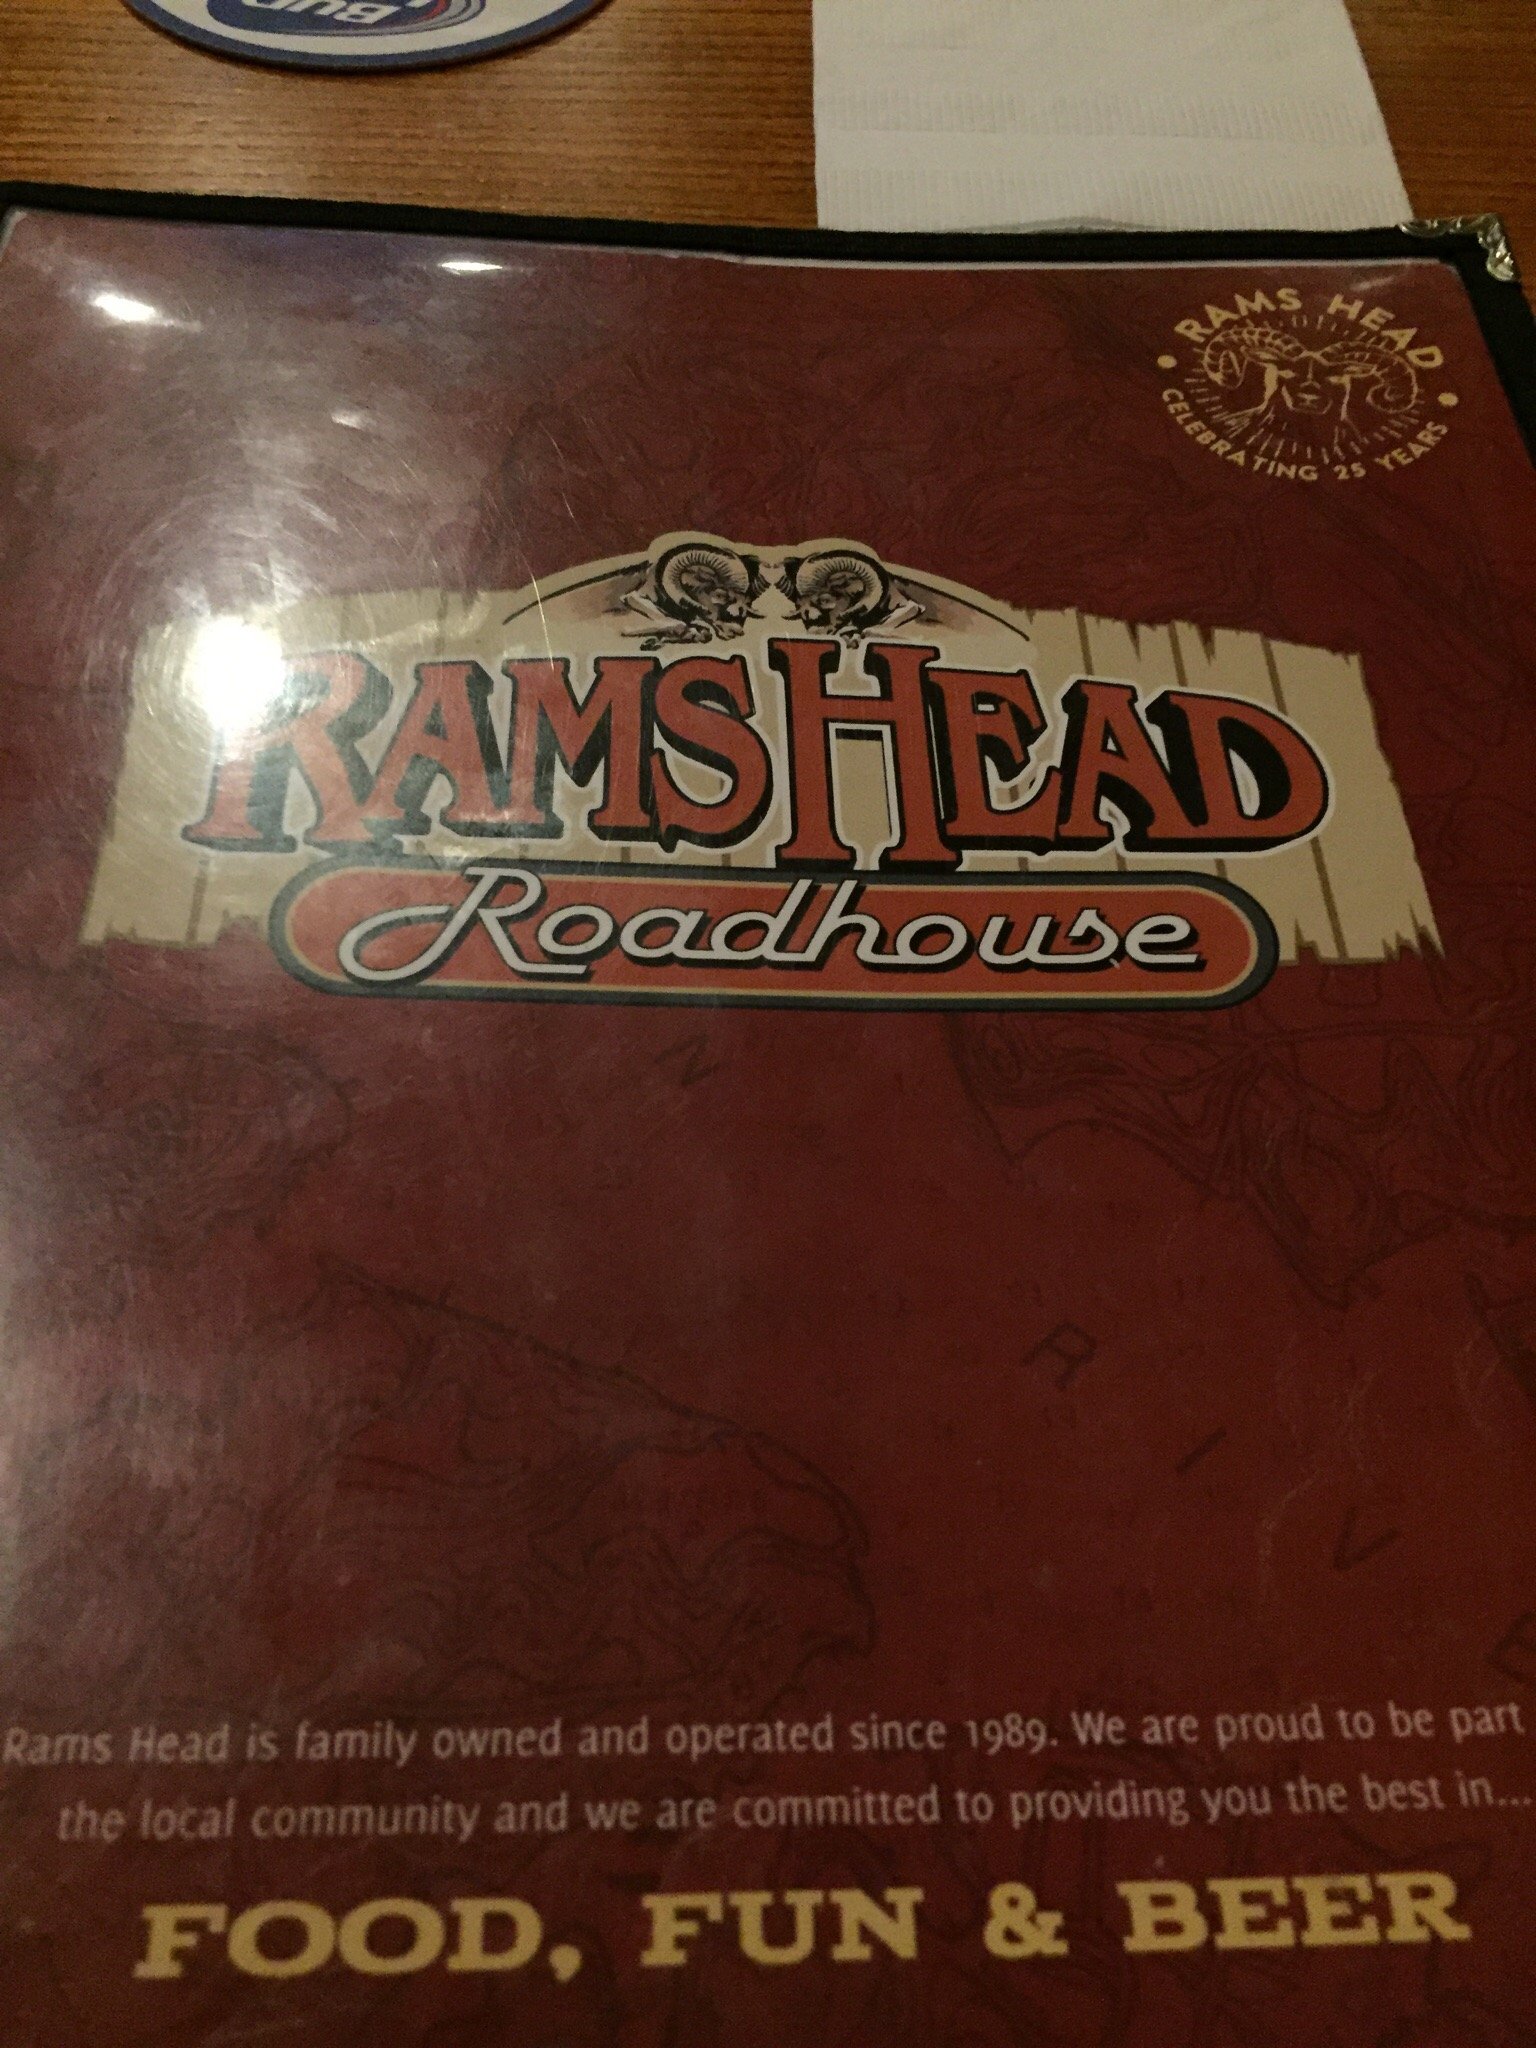 BUD
RAMS HEAD
CELEBRATING 25 YEARS
RAMS HEAD
Roadhouse
N
R I V
Rams Head is family owned and operated since 1989. We are proud to be part
the local community and we are committed to providing you the best in...
FOOD, FUN & BEER